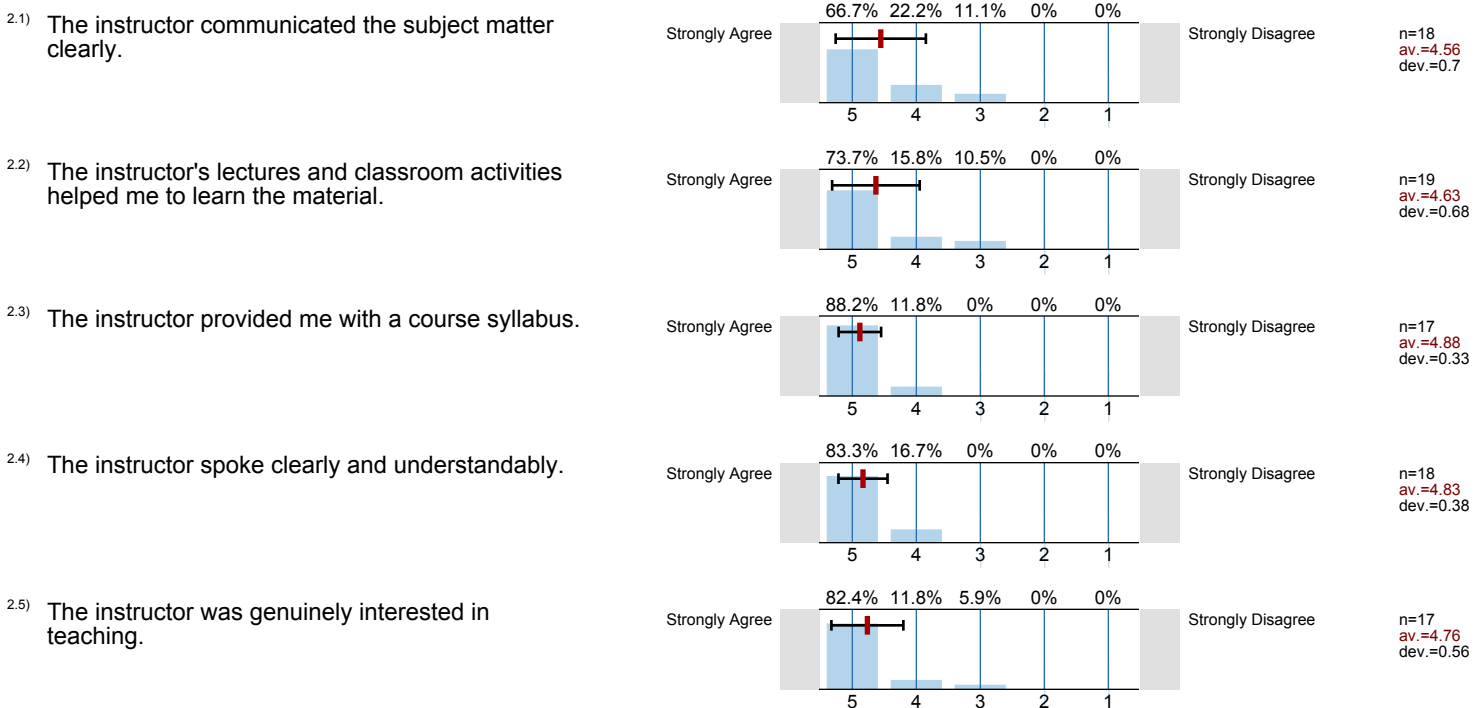 2.1) The instructor communicated the subject matter
clearly.
66.7% 22.2% 11.1% 0% 0%
Strongly Agree
Strongly Disagree
n=18
av.=4.56
dev.=0.7
5 4 3 2 1
2.2) The instructor's lectures and classroom activities
helped me to learn the material.
73.7% 15.8% 10.5% 0% 0%
Strongly Agree
Strongly Disagree
n=19
av.=4.63
dev.=0.68
5 4 3 2 1
2.3) The instructor provided me with a course syllabus.
88.2% 11.8% 0% 0% 0%
Strongly Agree
Strongly Disagree
n=17
av.=4.88
dev.=0.33
5 4 3 2 1
2.4) The instructor spoke clearly and understandably.
83.3% 16.7% 0% 0% 0%
Strongly Agree
Strongly Disagree
n=18
av.=4.83
dev.=0.38
5 4 3 2 1
2.5) The instructor was genuinely interested in
teaching.
82.4% 11.8% 5.9% 0% 0%
Strongly Agree
Strongly Disagree
n=17
av.=4.76
dev.=0.56
5 4 3 2 1